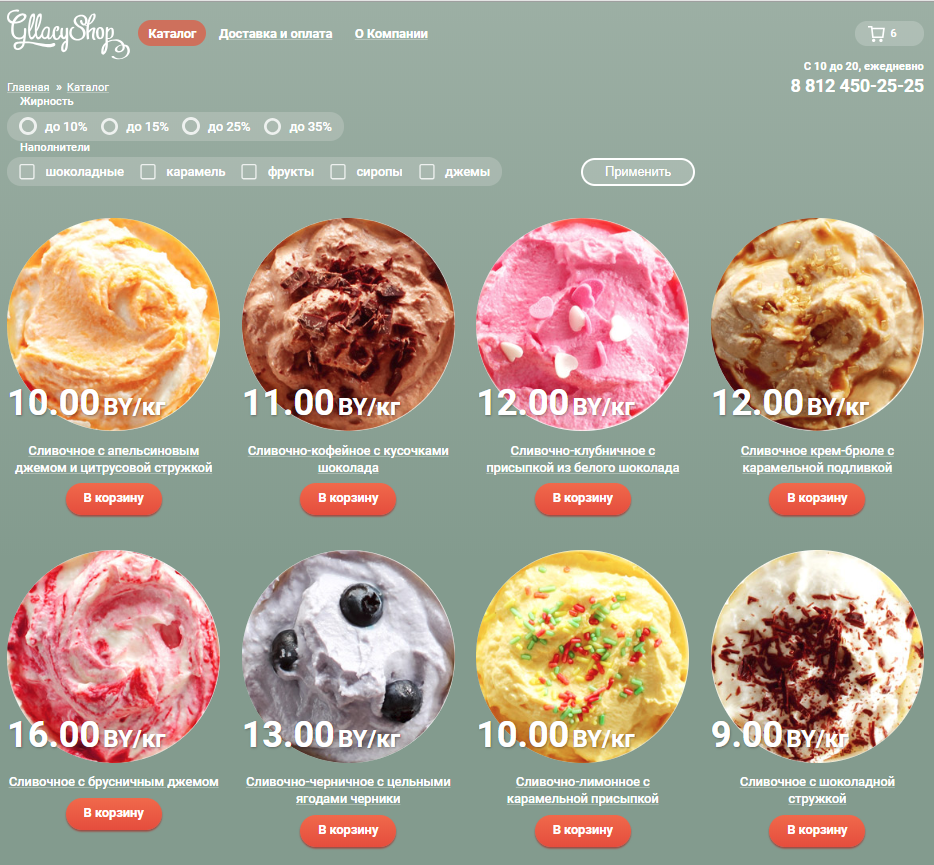 GllacyShop
Каталог Доставка и оплата О Компании
6
С 10 до 20, ежедневно
8 812 450-25-25
Главная » Каталог
Жирность
до 10% до 15% до 25% до 35%
Наполнители
шоколадные карамель фрукты сиропы джемы
Применить
10.00 BY/кг
Сливочное с апельсиновым
джемом и цитрусовой стружкой
В корзину
11.00 BY/кг
Сливочно-кофейное с кусочками
шоколада
В корзину
12.00 BY/кг
Сливочно-клубничное с
присыпкой из белого шоколада
В корзину
12.00 BY/кг
Сливочное крем-брюле с
карамельной подливкой
В корзину
16.00 BY/кг
Сливочное с брусничным джемом
В корзину
13.00 BY/кг
Сливочно-черничное с цельными
ягодами черники
В корзину
10.00 BY/кг
Сливочно-лимонное с
карамельной присыпкой
В корзину
9.00 BY/кг
Сливочное с шоколадной
стружкой
В корзину